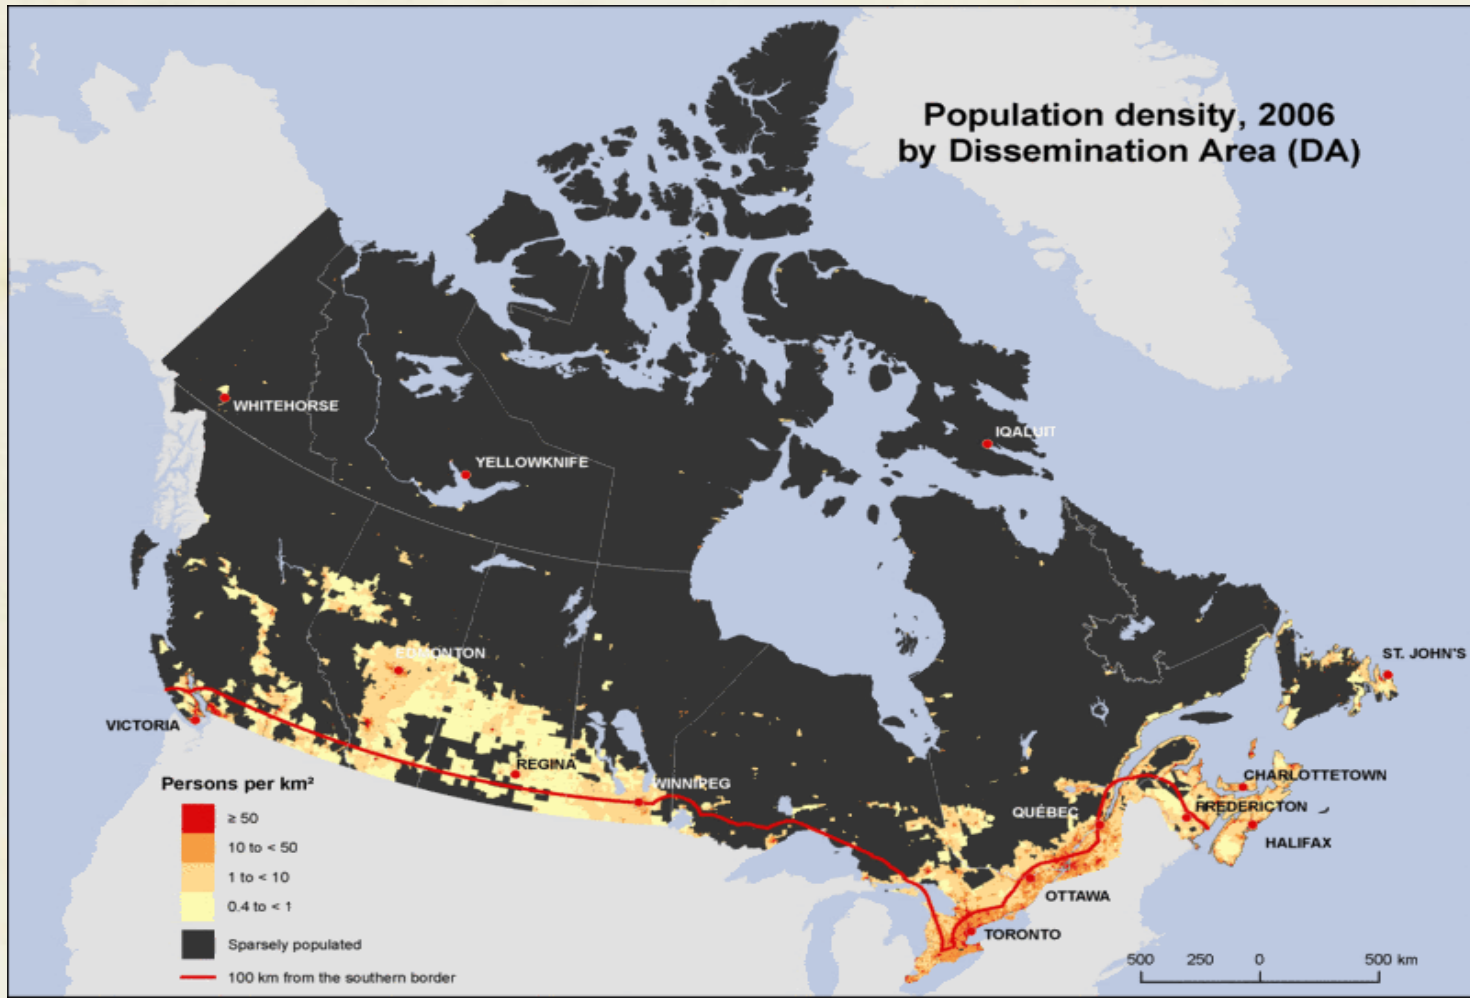 Population density, 2006
by Dissemination Area (DA)
WHITEHORSE
IQALUIT
YELLOWKNIFE
EDMONTON
ST. JOHN'S
VICTORIA
REGINA
WINNIPEG
CHARLOTTETOWN
QUÉBEC
FREDERICTON
HALIFAX
OTTAWA
TORONTO
Persons per km²
≥ 50
10 to < 50
1 to < 10
0.4 to < 1
Sparsely populated
100 km from the southern border
500 250 0 500 km